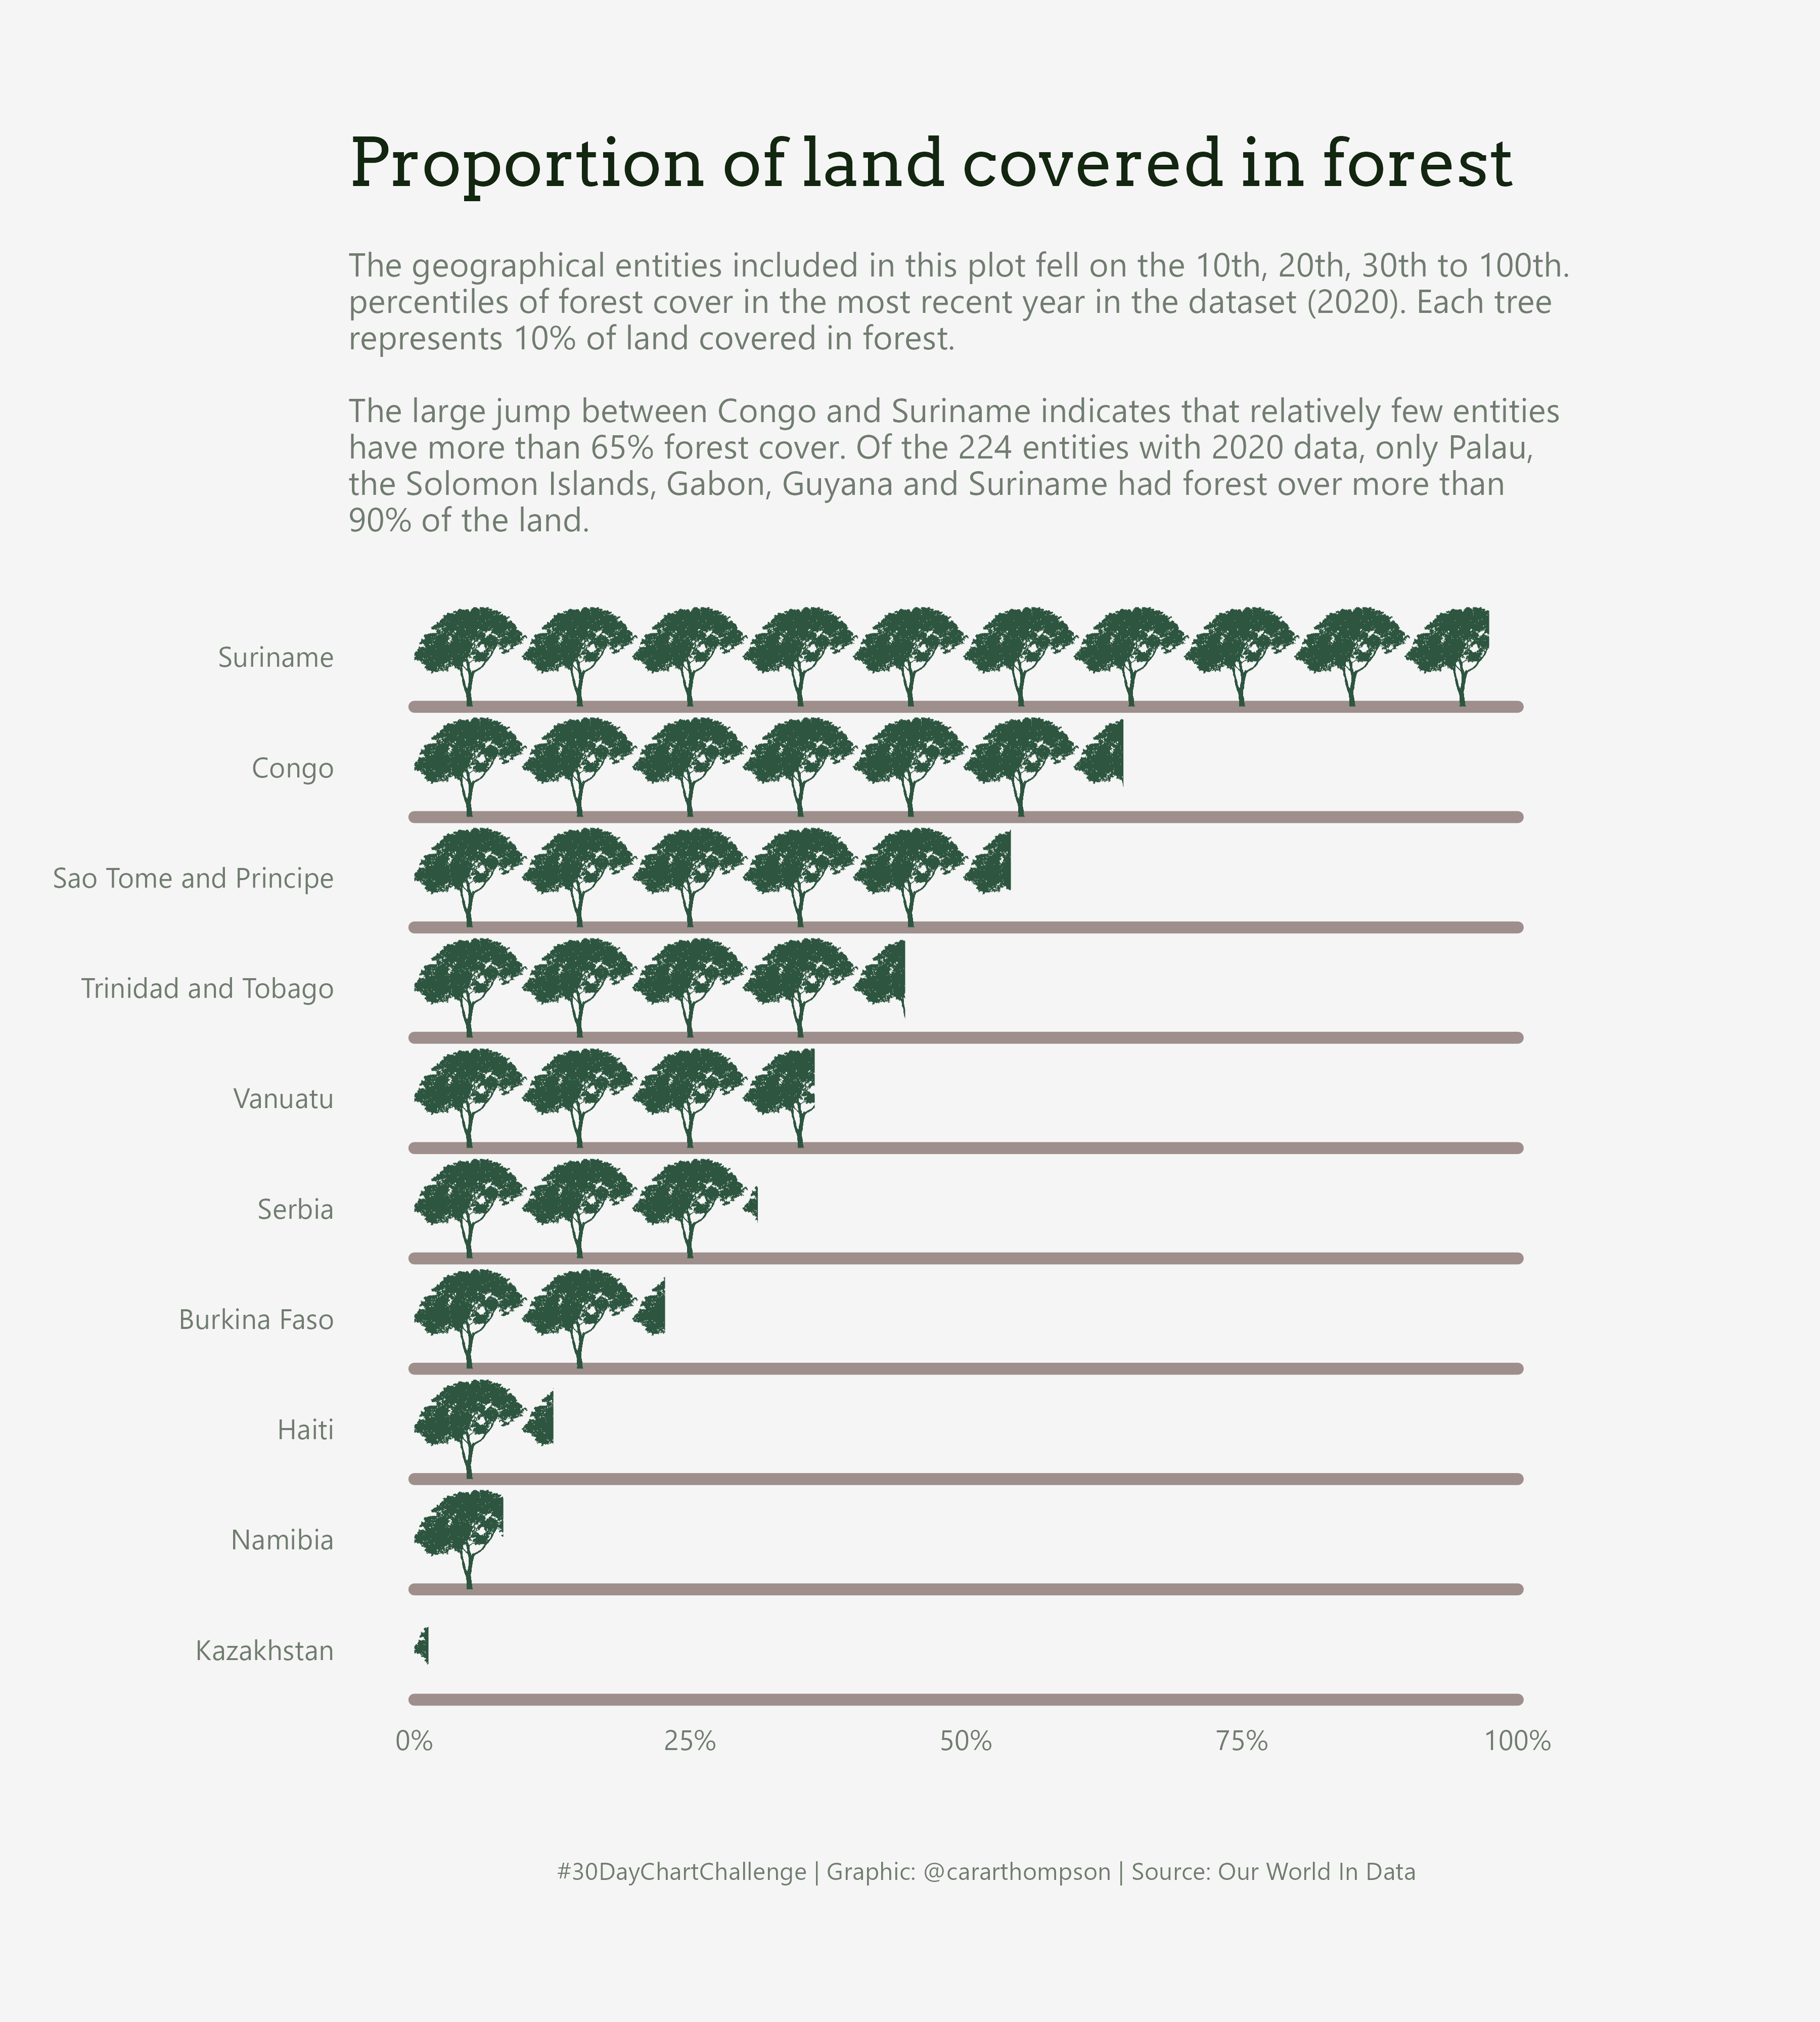 Proportion of land covered in forest
The geographical entities included in this plot fell on the 10th, 20th, 30th to 100th.
percentiles of forest cover in the most recent year in the dataset (2020). Each tree
represents 10% of land covered in forest.
The large jump between Congo and Suriname indicates that relatively few entities
have more than 65% forest cover. Of the 224 entities with 2020 data, only Palau,
the Solomon Islands, Gabon, Guyana and Suriname had forest over more than
90% of the land.
Suriname
Congo
Sao Tome and Principe
Trinidad and Tobago
Vanuatu
Serbia
Burkina Faso
Haiti
Namibia
Kazakhstan
0% 25% 50% 75% 100%
#30DayChartChallenge | Graphic: @cararthompson | Source: Our World In Data